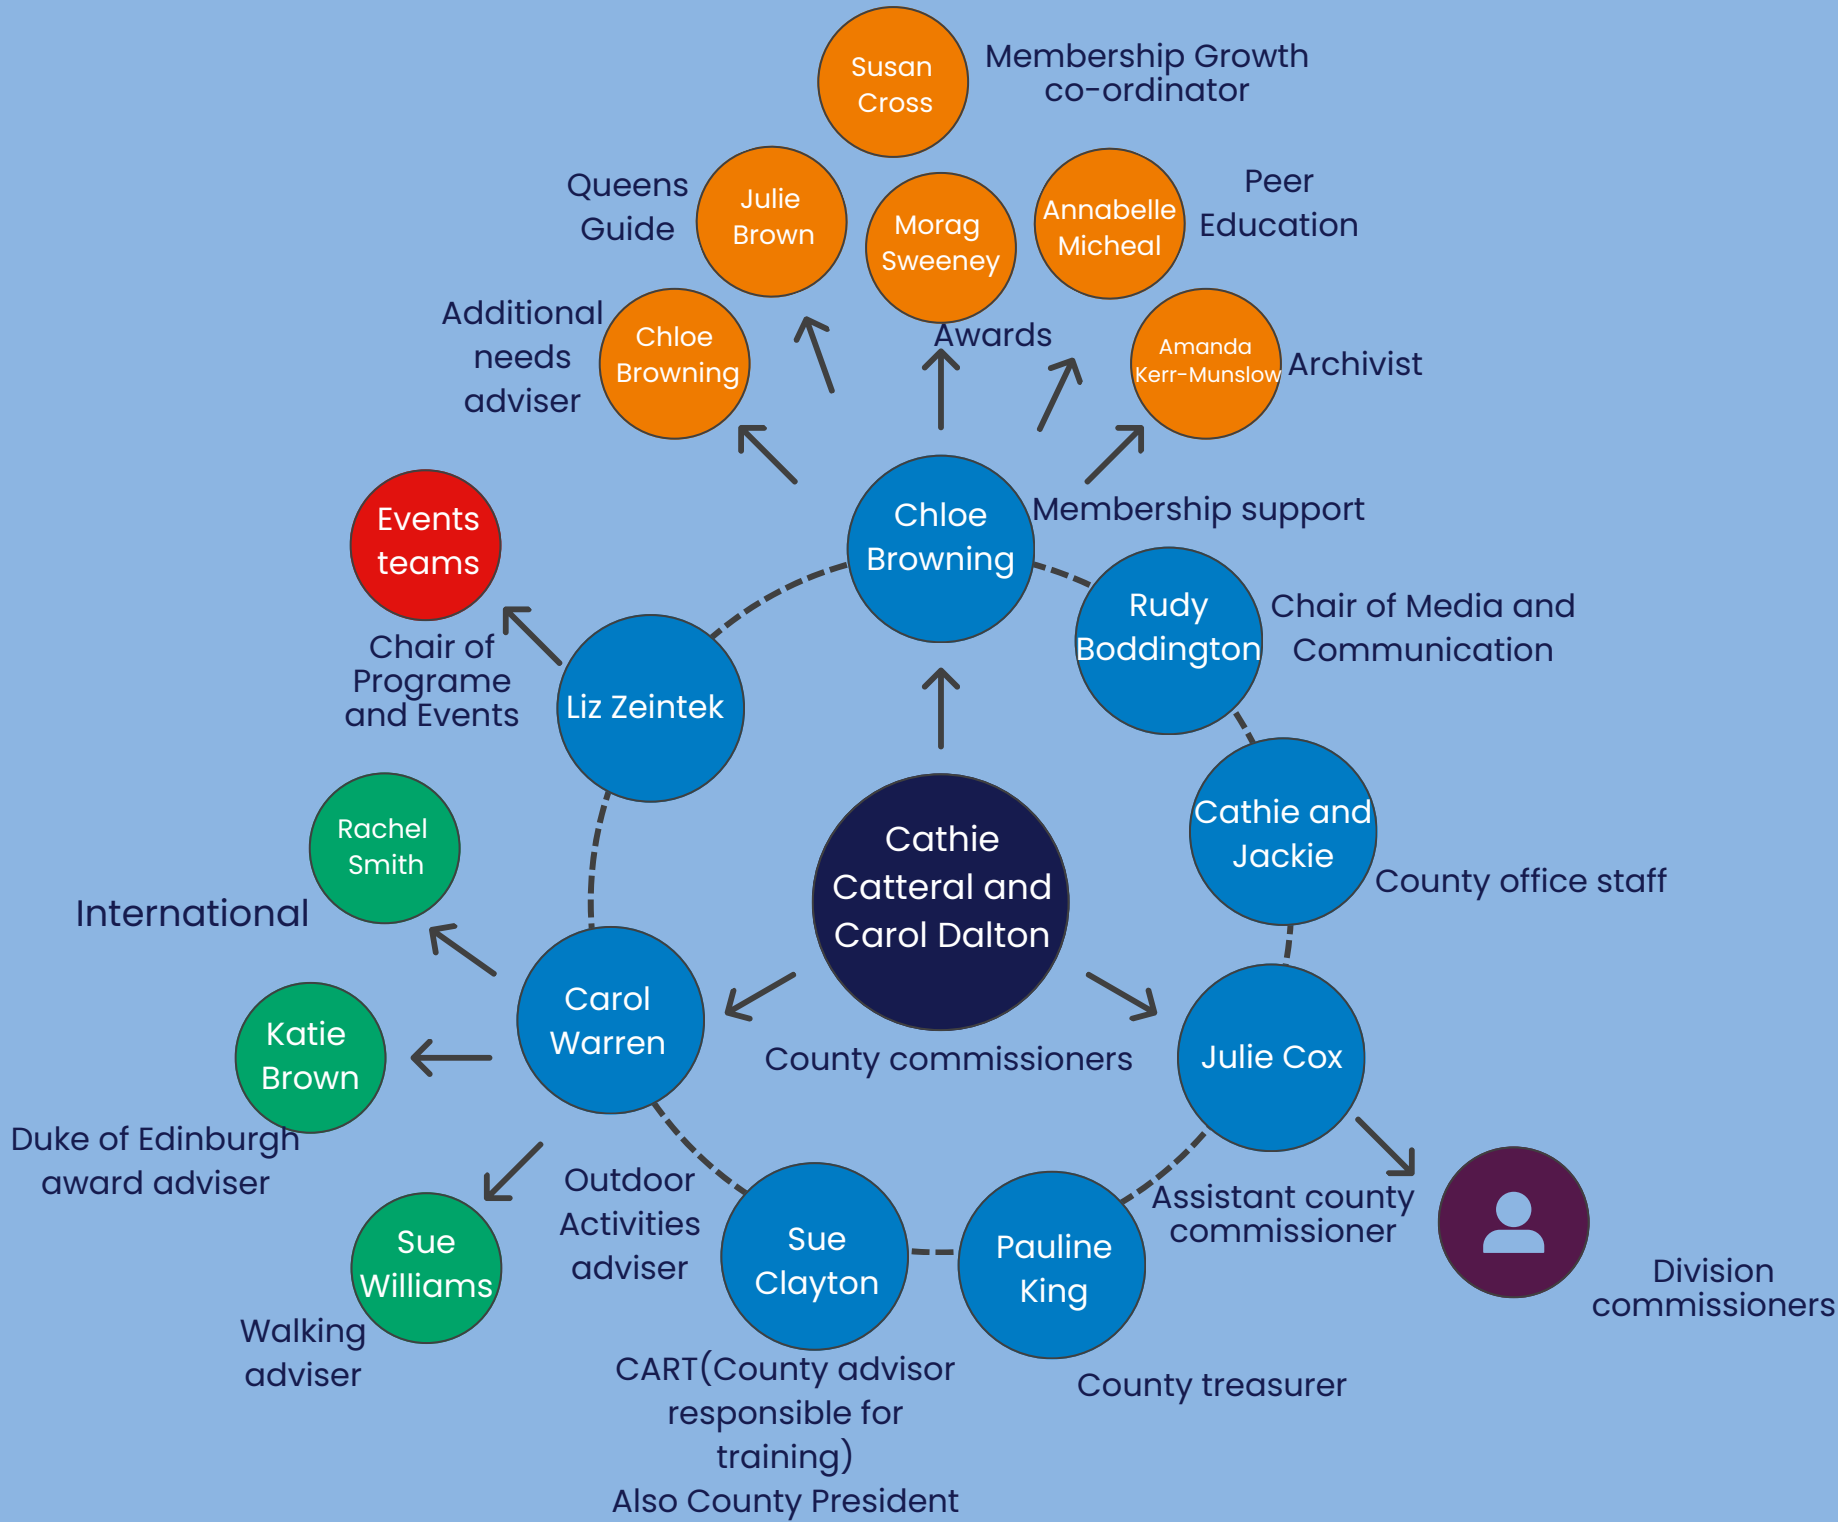 Susan
Cross
Membership Growth
co-ordinator
Queens
Guide
Julie
Brown
Morag
Sweeney
Awards
Annabelle
Micheal
Peer
Education
Additional
needs
adviser
Chloe
Browning
Amanda
Kerr-Munslow
Archivist
Chloe
Browning
Membership support
Events
teams
Chair of
Programe
and Events
Liz Zeintek
Rudy
Boddington
Chair of Media and
Communication
Cathie and
Jackie
County office staff
Cathie
Catteral and
Carol Dalton
County commissioners
Rachel
Smith
International
Carol
Warren
Katie
Brown
Duke of Edinburgh
award adviser
Julie Cox
Assistant county
commissioner
Outdoor
Activities
adviser
Sue
Williams
Walking
adviser
Sue
Clayton
CART(County advisor
responsible for
training)
Also County President
Pauline
King
County treasurer
Division
commissioners